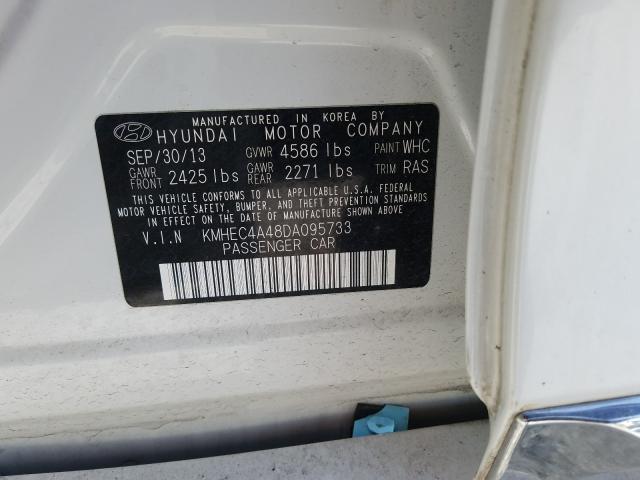 MANUFACTURED IN KOREA BY
HYUNDAI MOTOR COMPANY
SEP/30/13 GVWR 4586 lbs PAINT WHC
GAWR FRONT 2425 lbs GAWR REAR 2271 lbs TRIM RAS
THIS VEHICLE CONFORMS TO ALL APPLICABLE U.S.A. FEDERAL
MOTOR VEHICLE SAFETY, BUMPER, AND THEFT PREVENTION STANDARDS
IN EFFECT ON THE DATE OF MANUFACTURE SHOWN ABOVE.
V.I.N KMHEC4A48DA095733
PASSENGER CAR